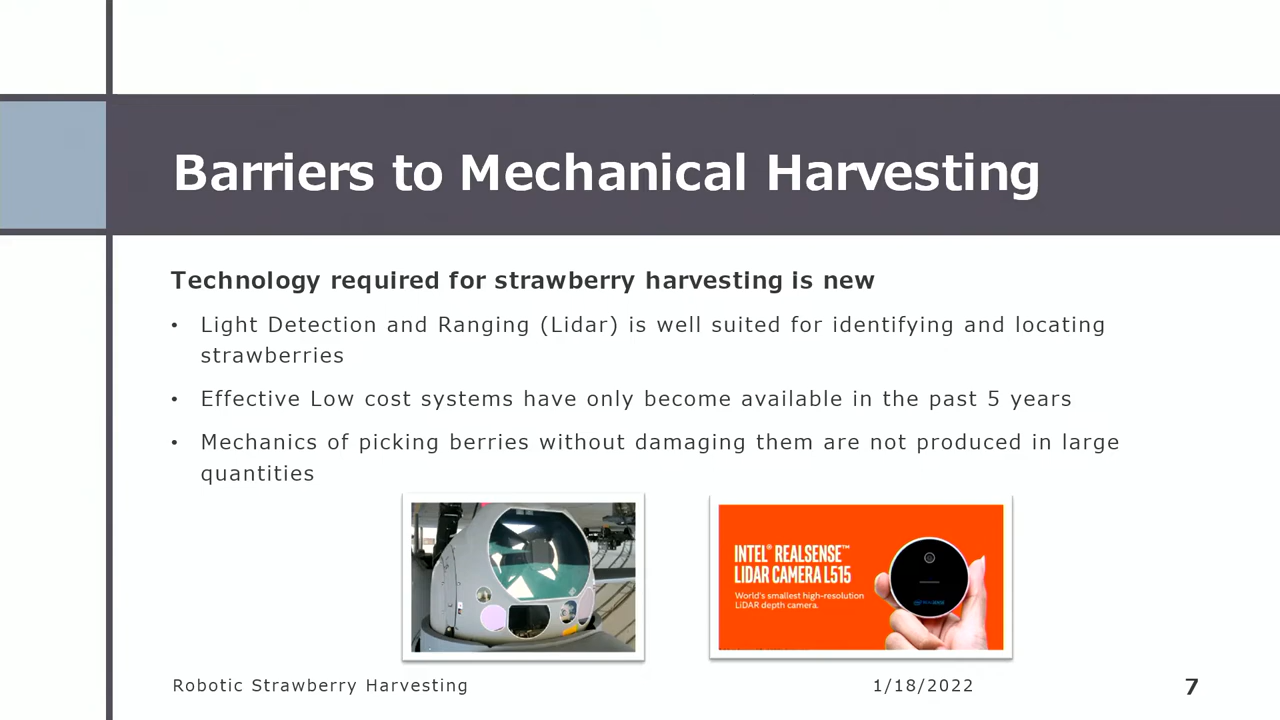 Barriers to Mechanical Harvesting
Technology required for strawberry harvesting is new
• Light Detection and Ranging (Lidar) is well suited for identifying and locating
strawberries
• Effective Low cost systems have only become available in the past 5 years
• Mechanics of picking berries without damaging them are not produced in large
quantities
INTEL® REALSENSE™
LIDAR CAMERA L515
World's smallest high-resolution
LiDAR depth camera.
Robotic Strawberry Harvesting
1/18/2022
7